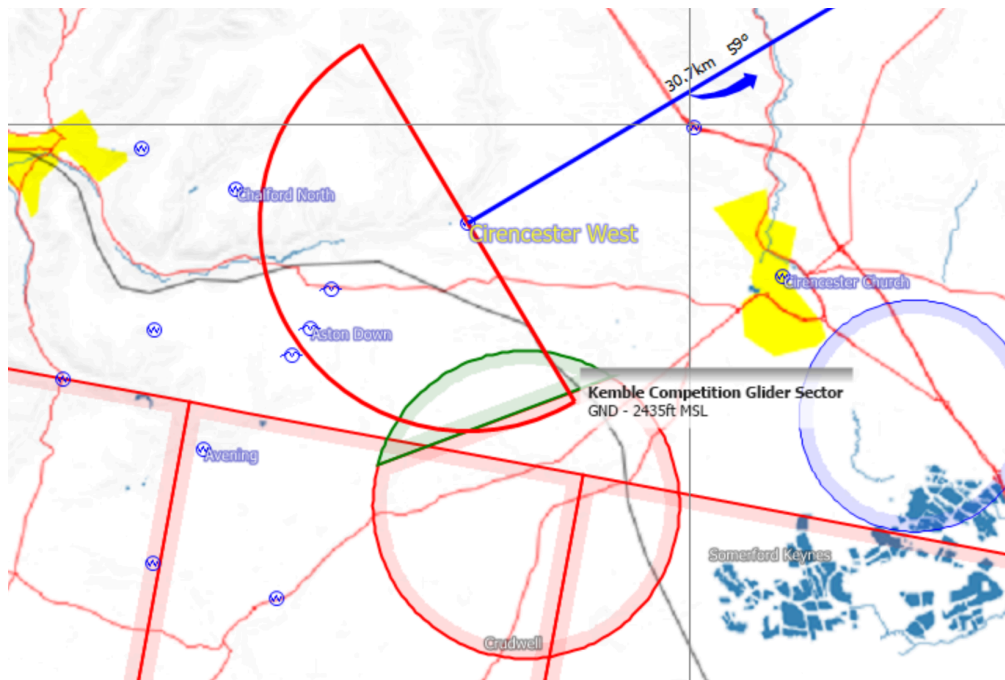 30.7km 59°
Chalford North
Cirencester West
Cirencester Church
Aston Down
Kemble Competition Glider Sector
GND - 2435ft MSL
Avening
Somerford Keynes
Crudwell